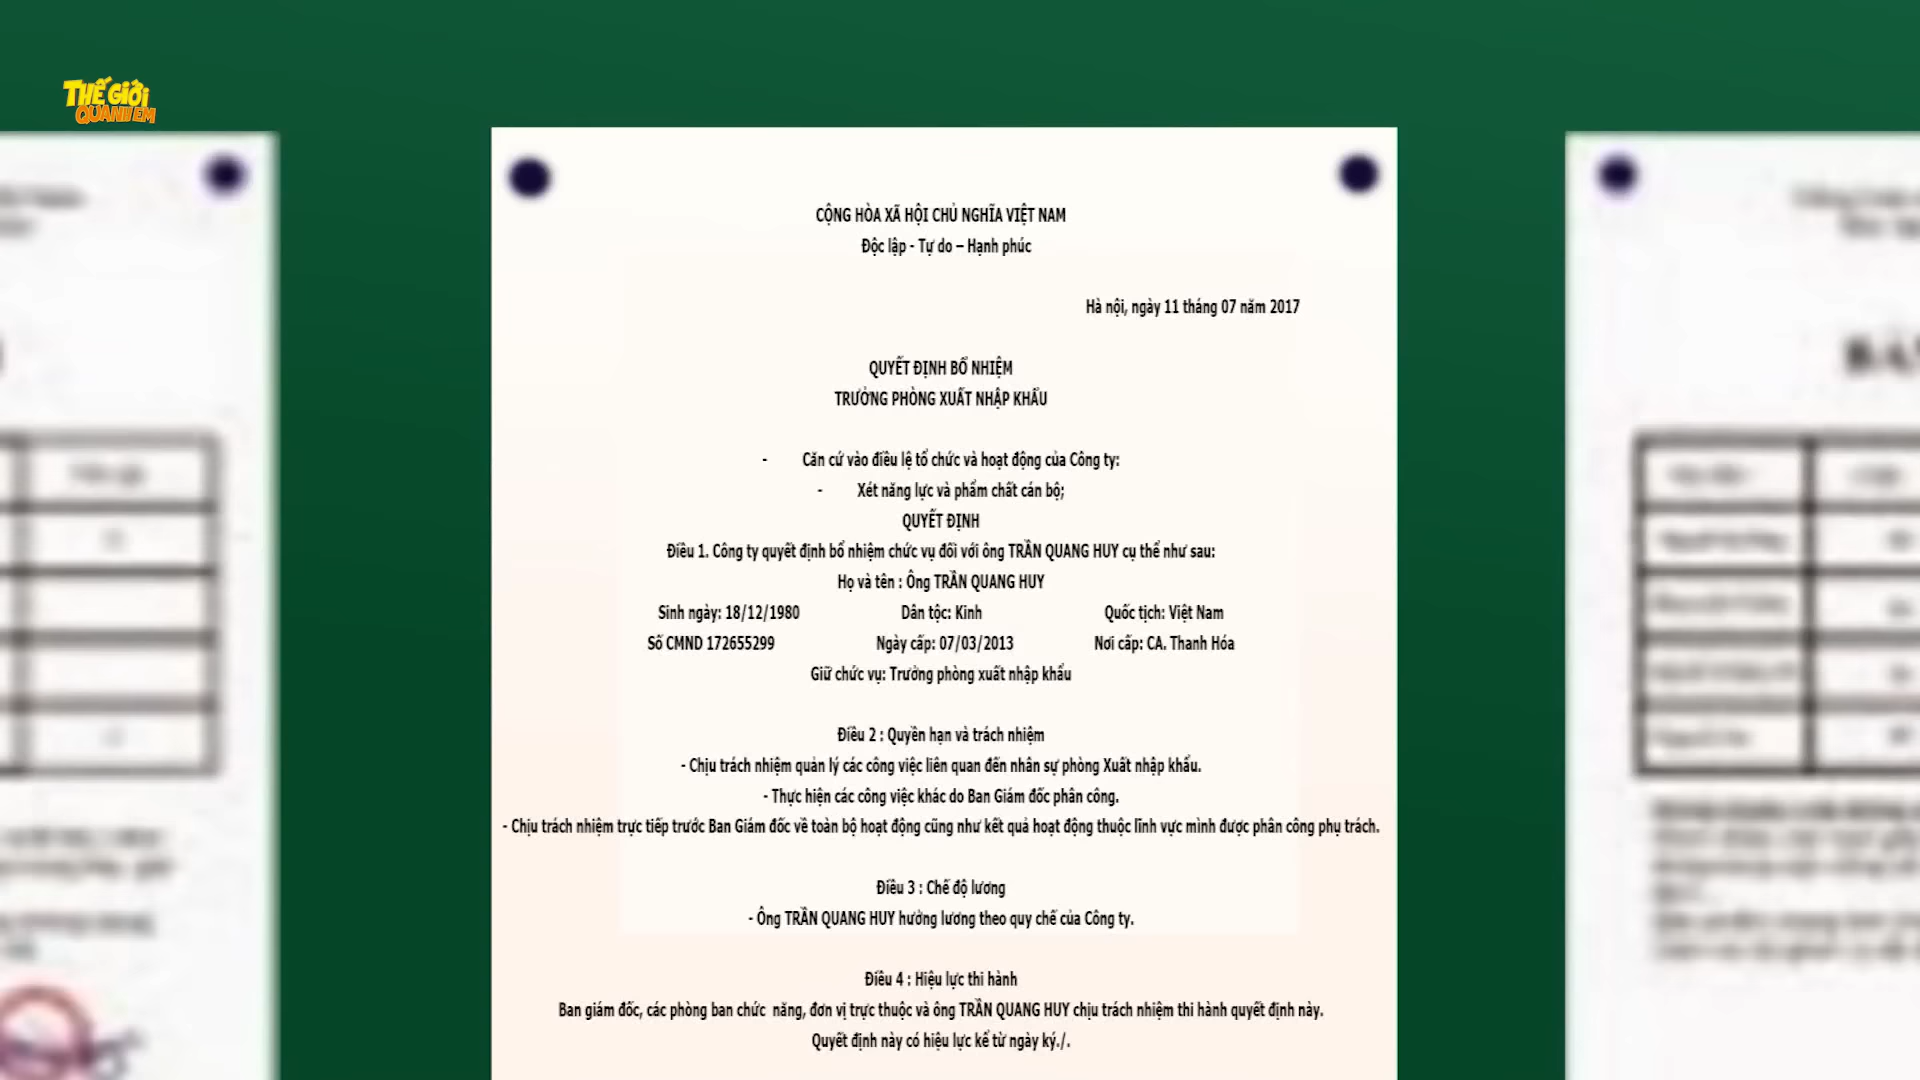 THẾ GIỚI
QUANH EM
CỘNG HÒA XÃ HỘI CHỦ NGHĨA VIỆT NAM
Độc lập - Tự do – Hạnh phúc
Hà nội, ngày 11 tháng 07 năm 2017
QUYẾT ĐỊNH BỔ NHIỆM
TRƯỞNG PHÒNG XUẤT NHẬP KHẨU
- Căn cứ vào điều lệ tổ chức và hoạt động của Công ty:
- Xét năng lực và phẩm chất cán bộ;
QUYẾT ĐỊNH
Điều 1. Công ty quyết định bổ nhiệm chức vụ đối với ông TRẦN QUANG HUY cụ thể như sau:
Họ và tên : Ông TRẦN QUANG HUY
Sinh ngày: 18/12/1980 Dân tộc: Kinh Quốc tịch: Việt Nam
Số CMND 172655299 Ngày cấp: 07/03/2013 Nơi cấp: CA. Thanh Hóa
Giữ chức vụ: Trưởng phòng xuất nhập khẩu
Điều 2 : Quyền hạn và trách nhiệm
- Chịu trách nhiệm quản lý các công việc liên quan đến nhân sự phòng Xuất nhập khẩu.
- Thực hiện các công việc khác do Ban Giám đốc phân công.
- Chịu trách nhiệm trực tiếp trước Ban Giám đốc về toàn bộ hoạt động cũng như kết quả hoạt động thuộc lĩnh vực mình được phân công phụ trách.
Điều 3 : Chế độ lương
- Ông TRẦN QUANG HUY hưởng lương theo quy chế của Công ty.
Điều 4 : Hiệu lực thi hành
Ban giám đốc, các phòng ban chức năng, đơn vị trực thuộc và ông TRẦN QUANG HUY chịu trách nhiệm thi hành quyết định này.
Quyết định này có hiệu lực kể từ ngày ký./.